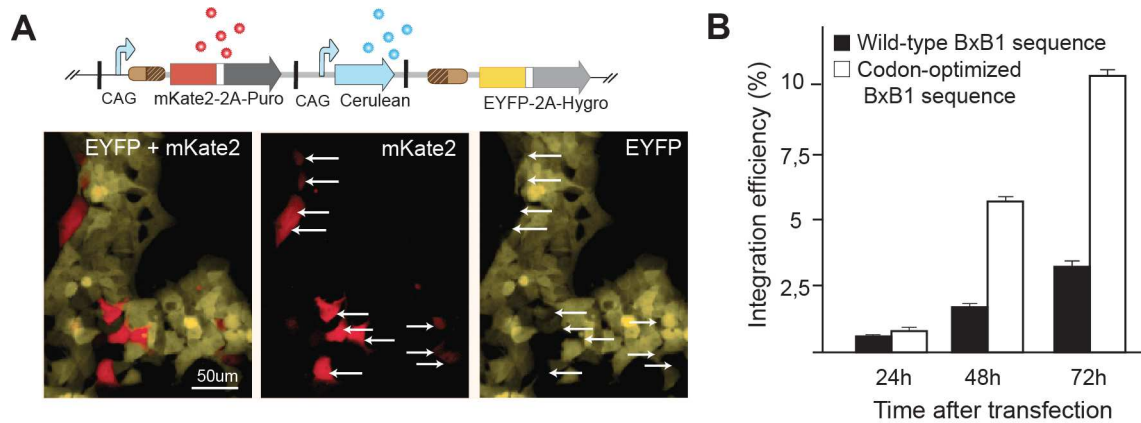 A
CAG
mKate2-2A-Puro
CAG
Cerulean
EYFP-2A-Hygro
EYFP + mKate2
50um
mKate2
EYFP
B
Wild-type BxB1 sequence
Codon-optimized
BxB1 sequence
Integration efficiency (%)
10
7,5
5
2,5
24h
48h
72h
Time after transfection